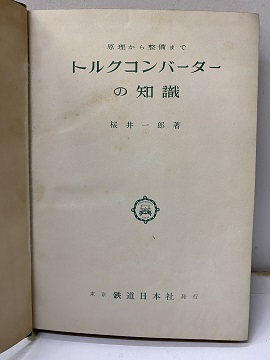 原理から整備まで
トルクコンバーター
の知識
桜井一郎著
東京 鉄道日本社 発行